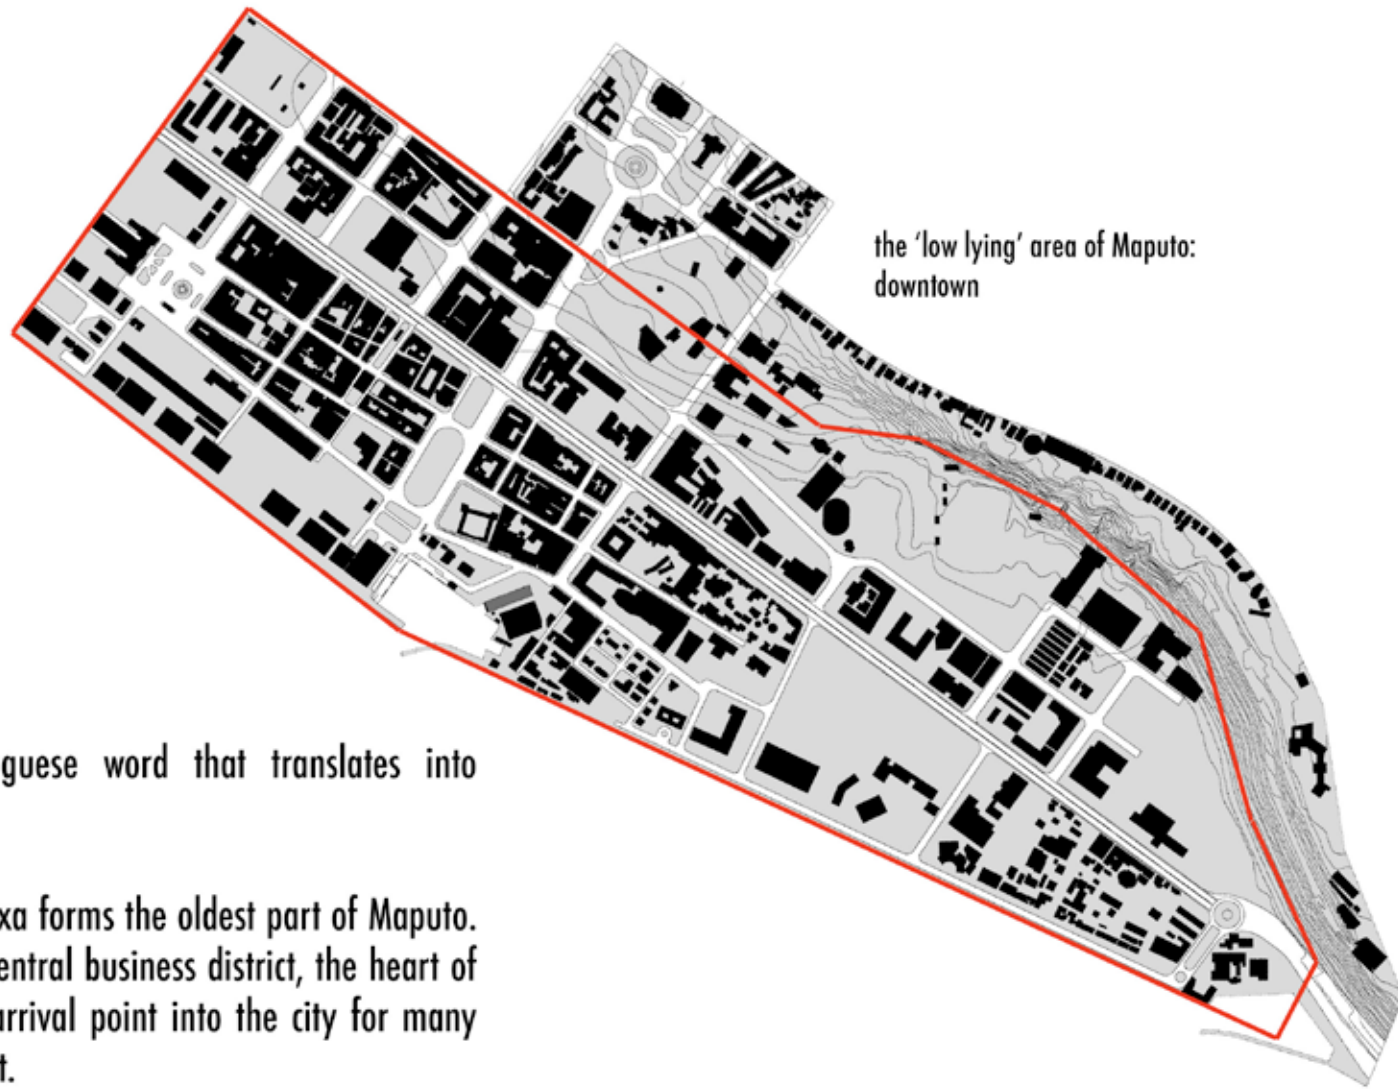 the ‘low lying’ area of Maputo:
downtown
guese word that translates into
xa forms the oldest part of Maputo.
entral business district, the heart of
arrival point into the city for many
t.